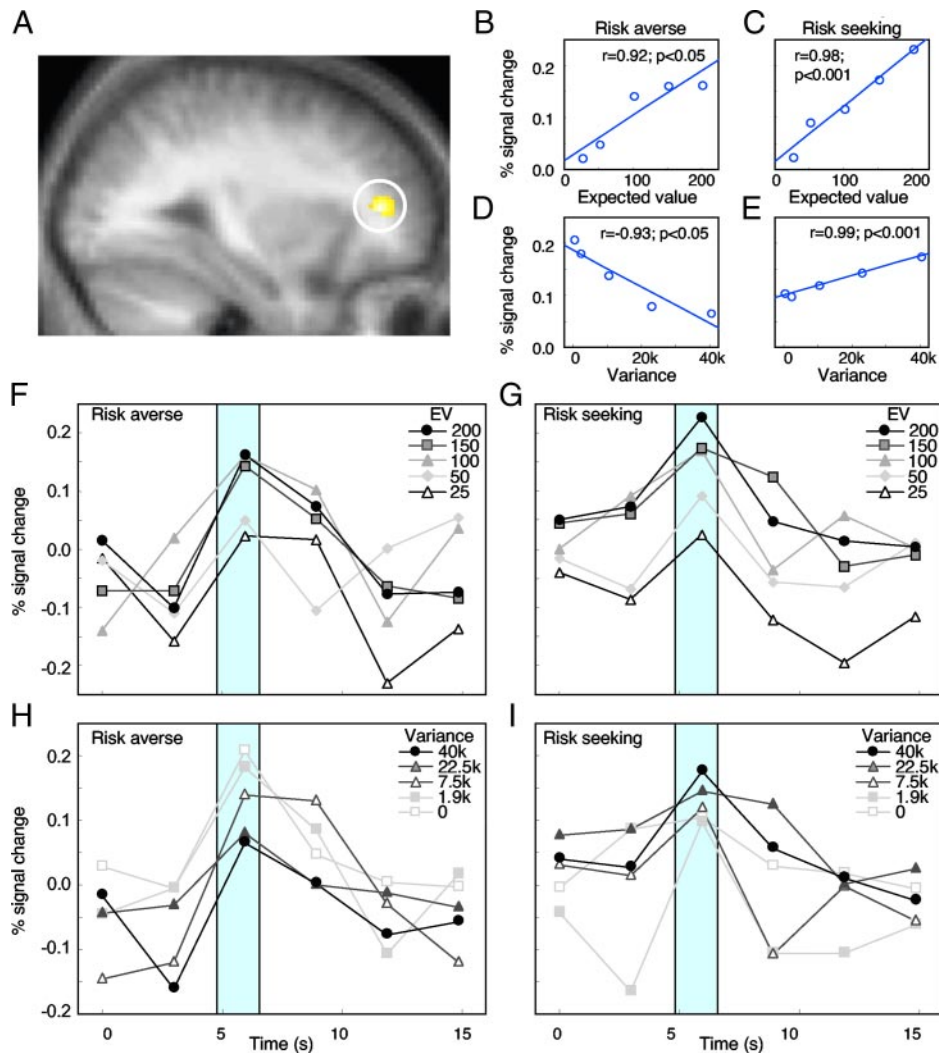 A
B
Risk averse
r=0.92; p<0.05
% signal change
0.2
0.1
0.0
0
100
200
Expected value
C
Risk seeking
r=0.98;
p<0.001
0
100
200
Expected value
D
r=-0.93; p<0.05
% signal change
0.2
0.1
0.0
0
20k
40k
Variance
E
r=0.99; p<0.001
0
20k
40k
Variance
F
Risk averse
EV
200
150
100
50
25
% signal change
0.2
0.1
0.0
-0.1
-0.2
G
Risk seeking
EV
200
150
100
50
25
H
Risk averse
Variance
40k
22.5k
7.5k
1.9k
0
% signal change
0.2
0.1
0.0
-0.1
-0.2
0
5
10
15
Time (s)
I
Risk seeking
Variance
40k
22.5k
7.5k
1.9k
0
0
5
10
15
Time (s)